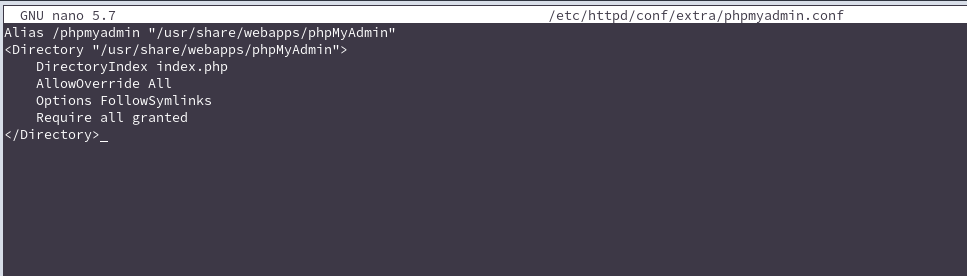 GNU nano 5.7 /etc/httpd/conf/extra/phpmyadmin.conf
Alias /phpmyadmin "/usr/share/webapps/phpMyAdmin"
<Directory "/usr/share/webapps/phpMyAdmin">
    DirectoryIndex index.php
    AllowOverride All
    Options FollowSymlinks
    Require all granted
</Directory>